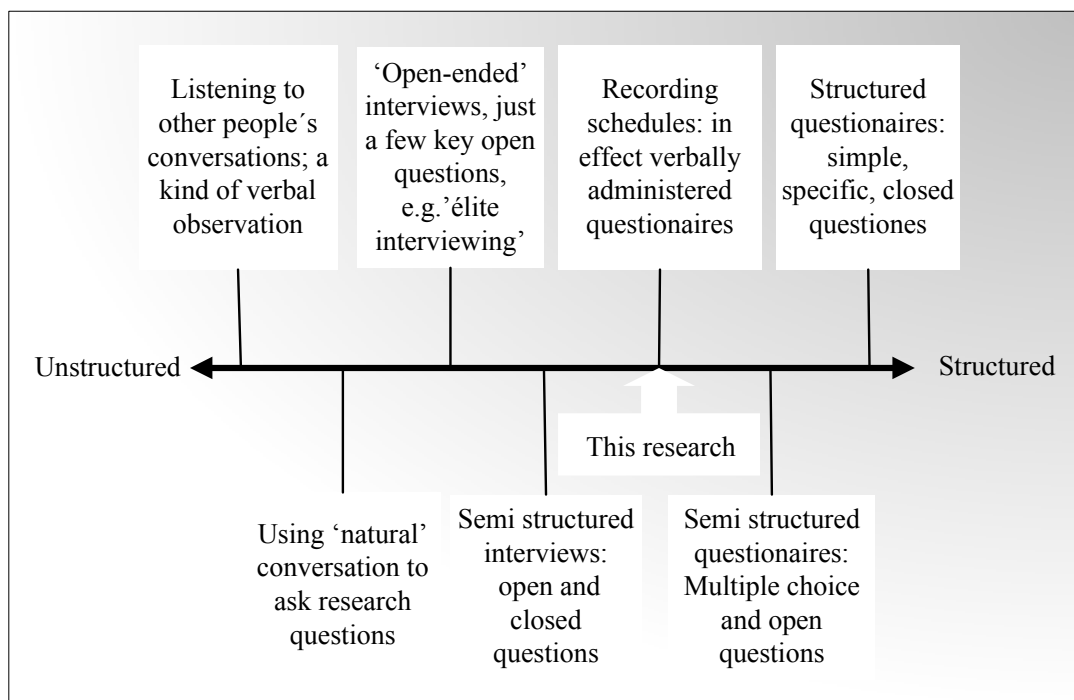 Listening to
other people´s
conversations; a
kind of verbal
observation
‘Open-ended’
interviews, just
a few key open
questions,
e.g.’élite
interviewing’
Recording
schedules: in
effect verbally
administered
questionaires
Structured
questionaires:
simple,
specific, closed
questiones
Unstructured
Structured
This research
Using ‘natural’
conversation to
ask research
questions
Semi structured
interviews:
open and
closed
questions
Semi structured
questionaires:
Multiple choice
and open
questions